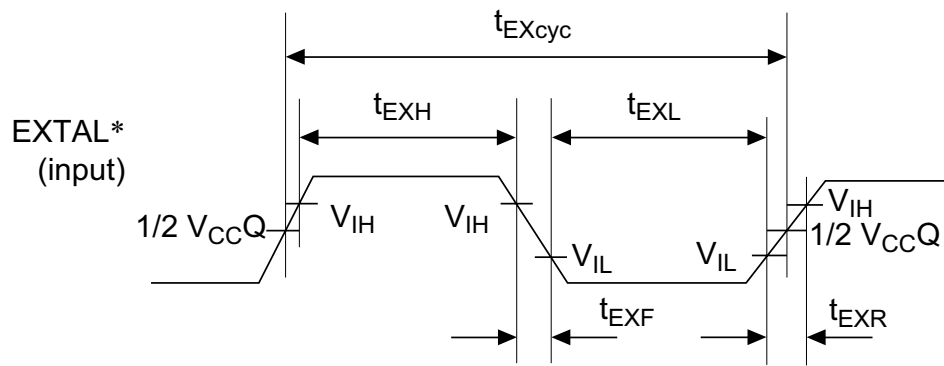 tEXcyc
tEXH
tEXL
EXTAL*
(input)
1/2 VCCQ
VIH
VIH
VIL
VIL
VIH
1/2 VCCQ
tEXF
tEXR